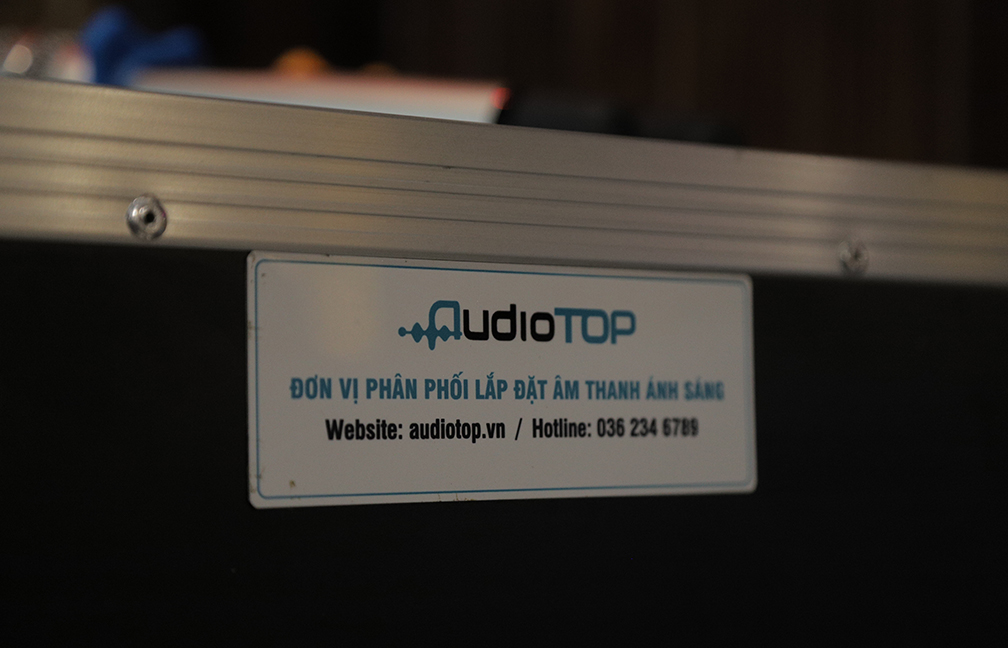 AudioTOP
ĐƠN VỊ PHÂN PHỐI LẮP ĐẶT ÂM THANH ÁNH SÁNG
Website: audiotop.vn / Hotline: 036 234 6789